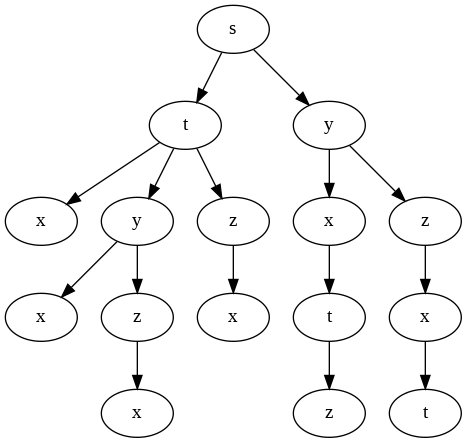 s
t y
x y z x z
x z x t x
x z t